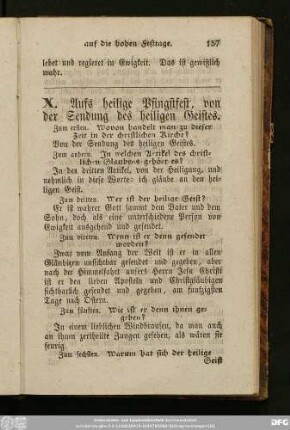 auf die hohen Festtage. 157
lebet und regieret in Ewigkeit. Das ist gewißlich
wahr.
X. Aufs heilige Pfingstfest, von
der Sendung des heiligen Geistes.
Zum ersten. Wovon handelt man zu dieser
Zeit in der christlichen Kirche?
Von der Sendung des heiligen Geistes.
Zum andern. In welchen Artikel des christ-
lichen Glaubens gehört es?
In den dritten Artikel, von der Heiligung, und
nehmlich in diese Worte: ich gläube an den heili-
gen Geist.
Zum dritten. Wer ist der heilige Geist?
Er ist wahrer Gott sammt dem Vater und dem
Sohn, doch als eine unterschiedene Person von
Ewigkeit ausgehend und gesendet.
Zum vierten. Wenn ist er denn gesendet
worden?
Zwar vom Anfang der Welt ist er in allen
Gläubigen unsichtbar gesendet und gegeben, aber
nach der Himmelfahrt unsers Herrn Jesu Christi
ist er den lieben Aposteln und Christgläubigen
sichtbarlich gesendet und gegeben, am funfzigsten
Tage nach Ostern.
Zum fünften. Wie ist er denn ihnen ge-
geben?
In einem lieblichen Windbrausen, da man auch
an ihnen zertheilte Zungen gesehen, als wären sie
feurig.
Zum sechsten. Warum hat sich der heilige
Geist
DFG